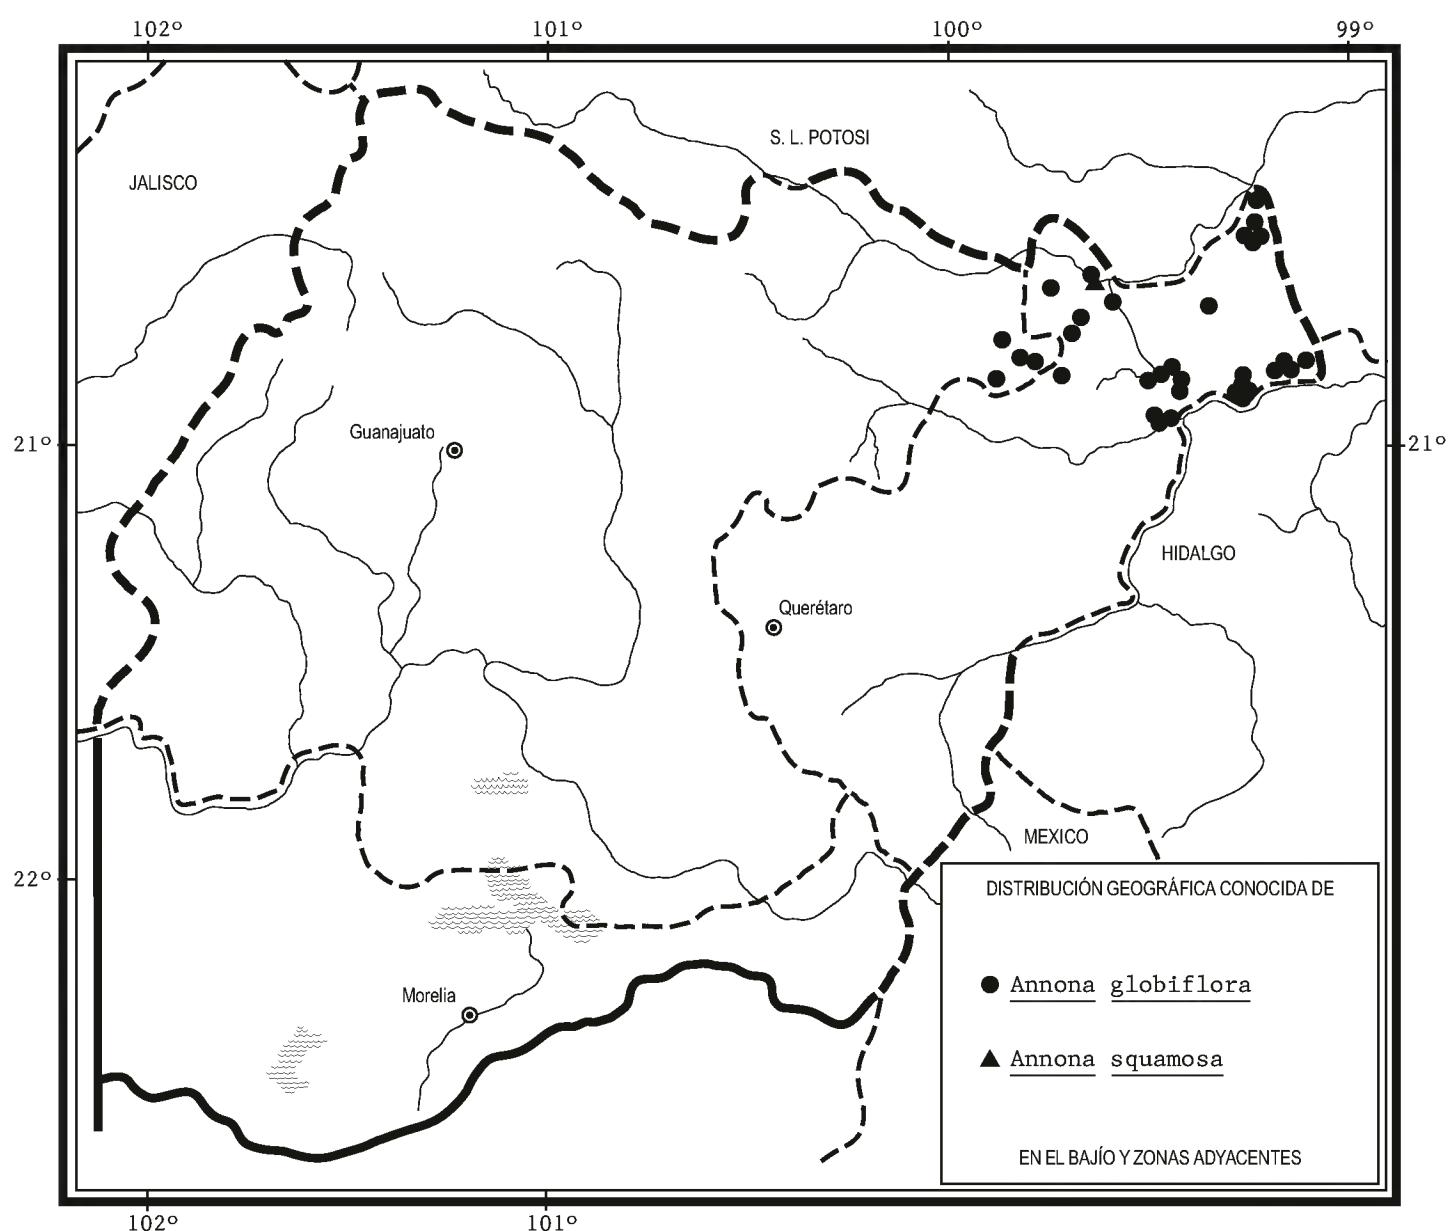 102º 101º 100º 99º
S. L. POTOSI
JALISCO
Guanajuato
21º 21º
HIDALGO
Querétaro
MEXICO
22º
DISTRIBUCIÓN GEOGRÁFICA CONOCIDA DE
Annona globiflora
Morelia
Annona squamosa
EN EL BAJÍO Y ZONAS ADYACENTES
102º 101º